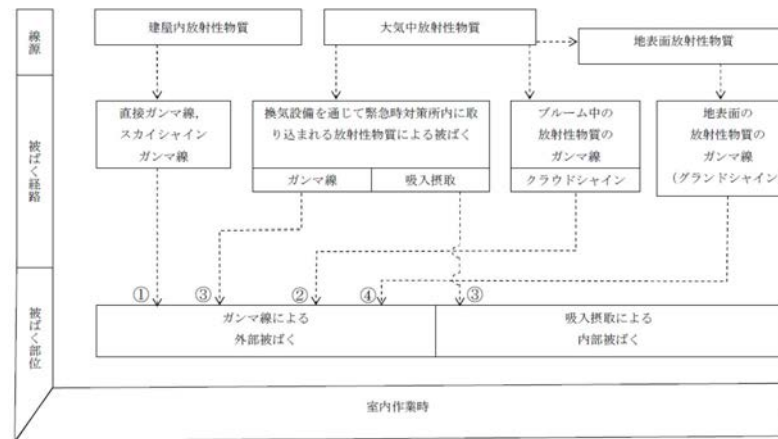 線源
建屋内放射性物質
大気中放射性物質
地表面放射性物質
被ばく経路
直接ガンマ線,
スカイシャイン
ガンマ線
換気設備を通じて緊急時対策所内に取
り込まれる放射性物質による被ばく
ガンマ線
吸入摂取
プルーム中の
放射性物質の
ガンマ線
クラウドシャイン
地表面の
放射性物質の
ガンマ線
(グランドシャイン
①
③
②
④
③
被ばく部位
ガンマ線による
外部被ばく
吸入摂取による
内部被ばく
室内作業時